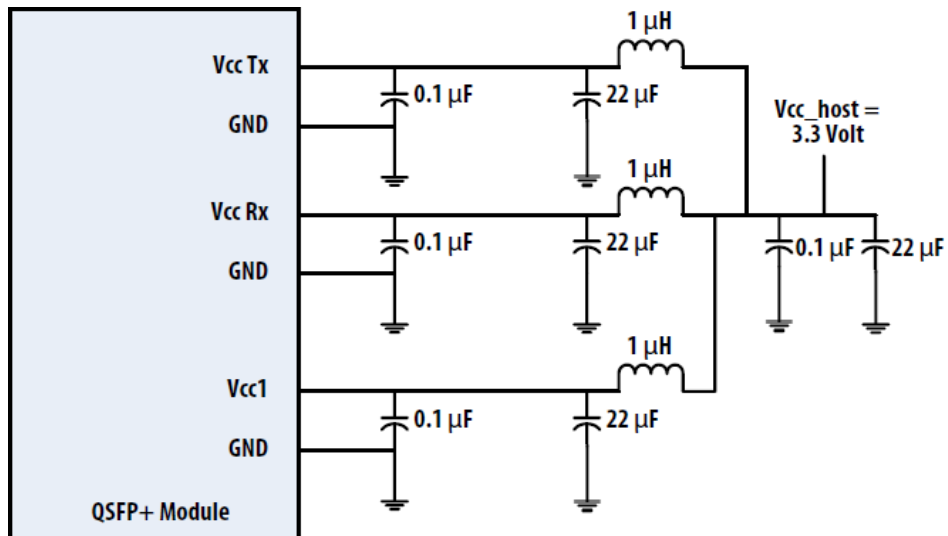 1 μH
Vcc Tx
0.1 μF
22 μF
Vcc_host =
3.3 Volt
GND
1 μH
Vcc Rx
0.1 μF
22 μF
0.1 μF
22 μF
GND
1 μH
Vcc1
0.1 μF
22 μF
GND
QSFP+ Module